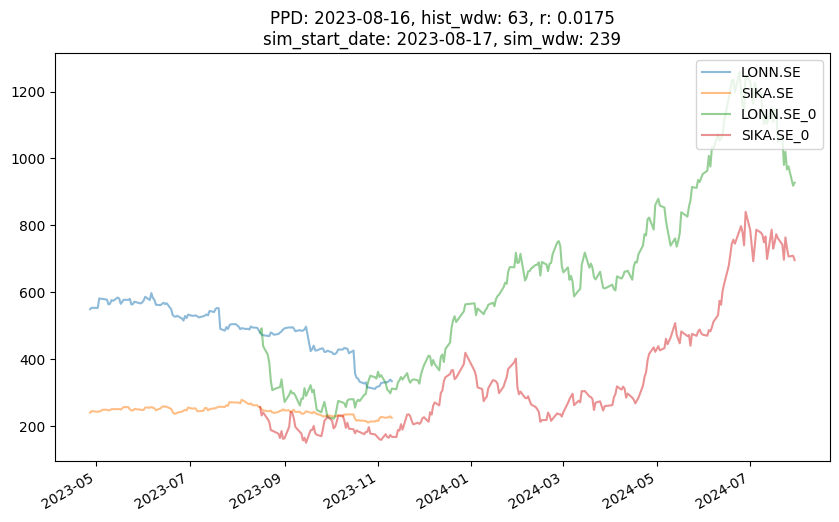 PPD: 2023-08-16, hist_wdw: 63, r: 0.0175
sim_start_date: 2023-08-17, sim_wdw: 239
LONN.SE
SIKA.SE
LONN.SE_0
SIKA.SE_0
1200
1000
800
600
400
200
2023-05
2023-07
2023-09
2023-11
2024-01
2024-03
2024-05
2024-07